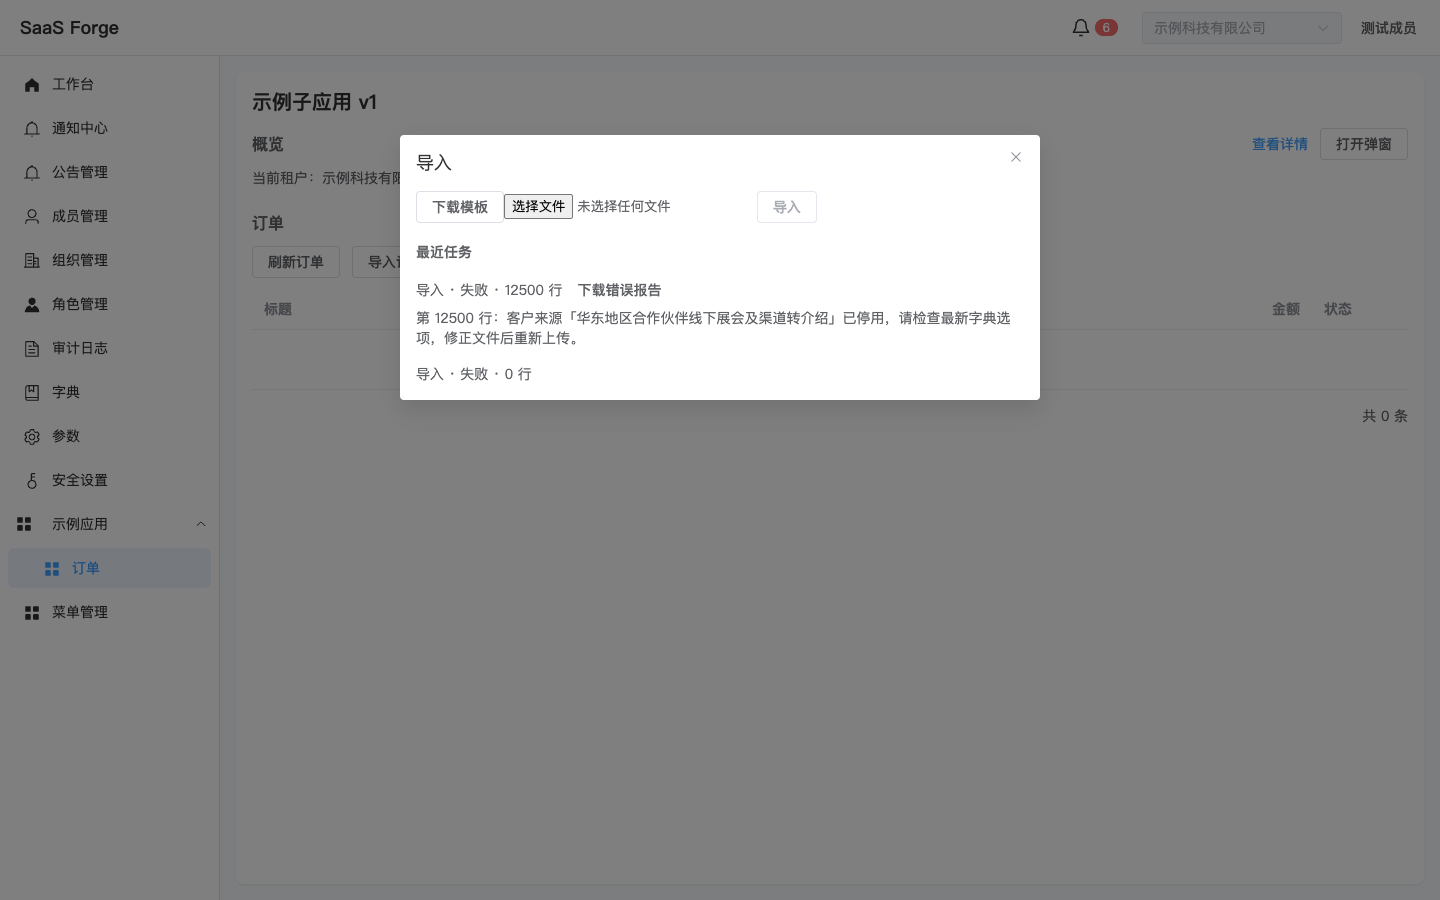 SaaS Forge
6
示例科技有限公司
测试成员
工作台
通知中心
公告管理
成员管理
组织管理
角色管理
审计日志
字典
参数
安全设置
示例应用
订单
菜单管理
示例子应用 v1
概览
查看详情
打开弹窗
当前租户：示例科技有限
订单
刷新订单
导入
标题
金额
状态
共 0 条
导入
下载模板
选择文件 未选择任何文件
导入
最近任务
导入 · 失败 · 12500 行 下载错误报告
第 12500 行：客户来源「华东地区合作伙伴线下展会及渠道转介绍」已停用，请检查最新字典选
项，修正文件后重新上传。
导入 · 失败 · 0 行